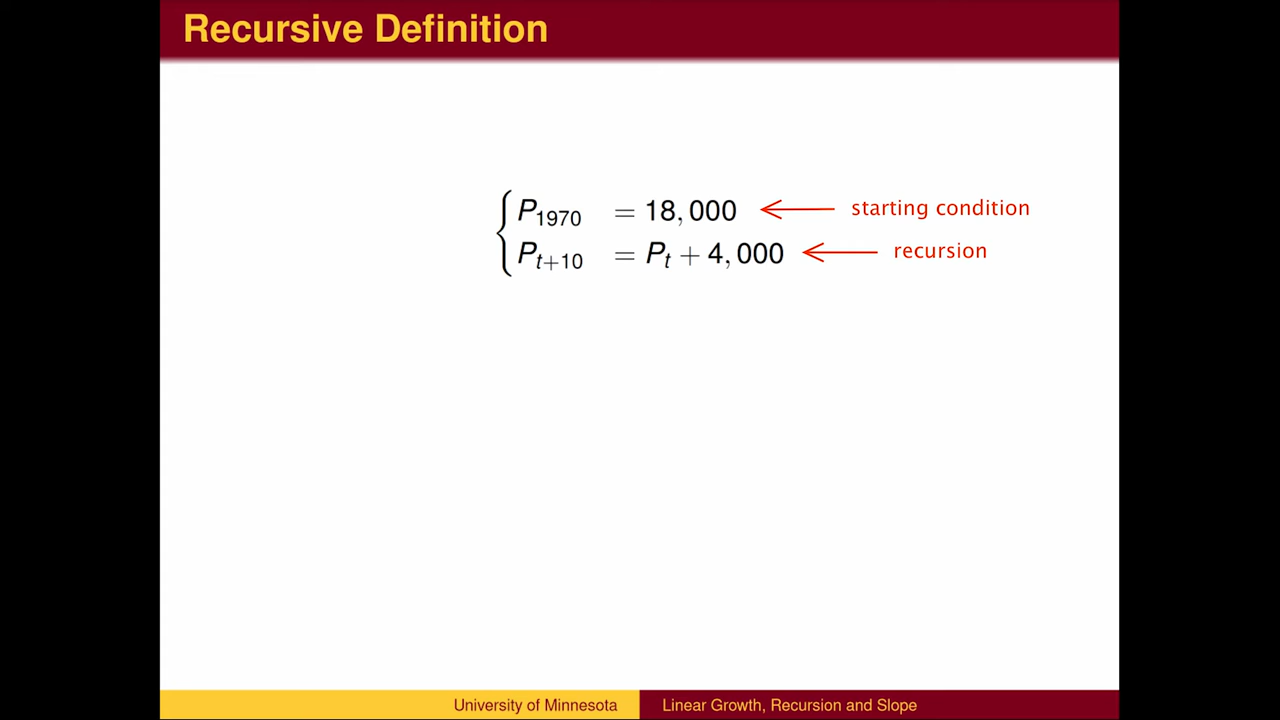 Recursive Definition
P₁₉₇₀ = 18,000 starting condition
Pₜ₊₁₀ = Pₜ + 4,000 recursion
University of Minnesota Linear Growth, Recursion and Slope